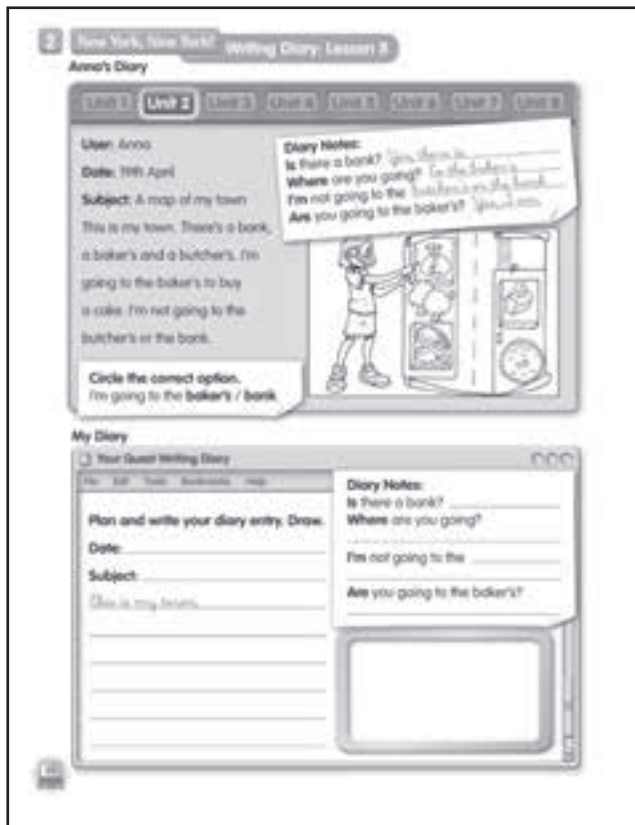 2 New York, New York! Writing Diary: Lesson 3
Anna's Diary
Unit 1 Unit 2 Unit 3 Unit 4 Unit 5 Unit 6 Unit 7 Unit 8
User: Anna
Date: 19th April
Subject: A map of my town
This is my town. There's a bank,
a baker's and a butcher's. I'm
going to the baker's to buy
a cake. I'm not going to the
butcher's or the bank.
Diary Notes:
Is there a bank? Yes, there is.
Where are you going? To the baker's
I'm not going to the butcher's or the bank
Are you going to the baker's? Yes, I am.
Circle the correct option.
I'm going to the baker's / bank
My Diary
Your Quest Writing Diary
File Edit Tools Bookmarks Help
Plan and write your diary entry. Draw.
Date:
Subject:
This is my town.
Diary Notes:
Is there a bank?
Where are you going?
I'm not going to the
Are you going to the baker's?